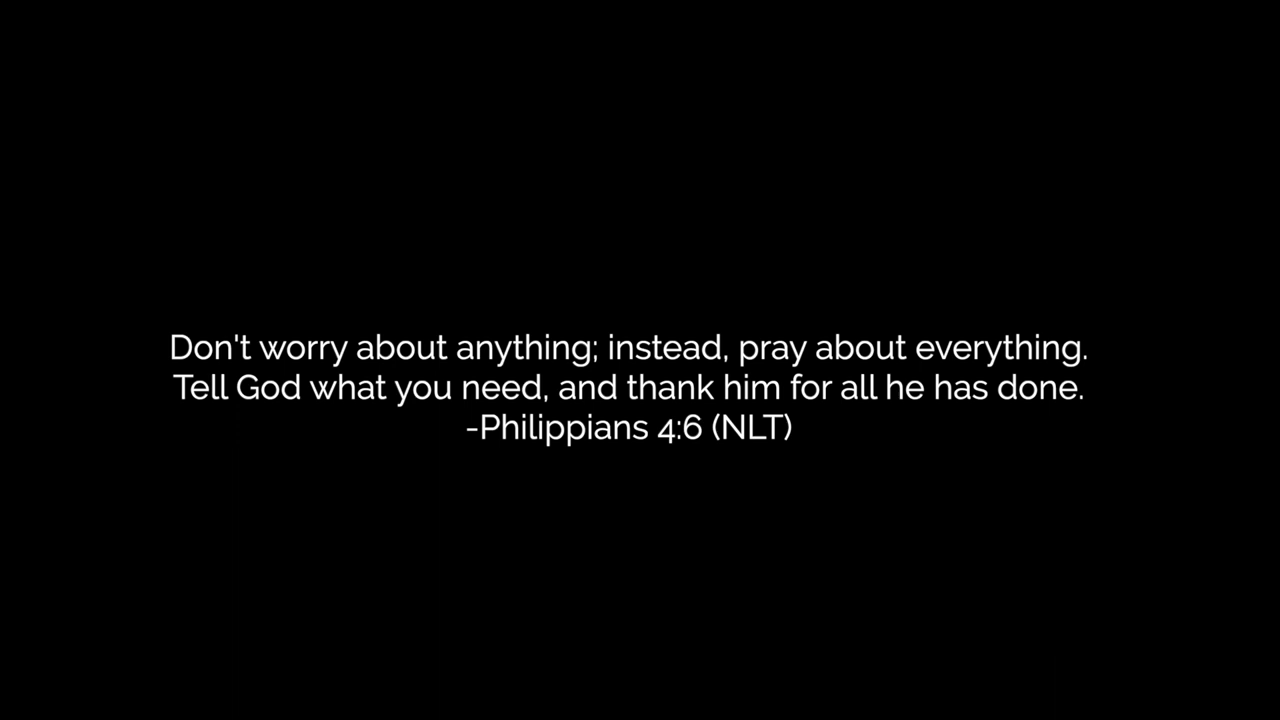 Don't worry about anything; instead, pray about everything.
Tell God what you need, and thank him for all he has done.
-Philippians 4:6 (NLT)